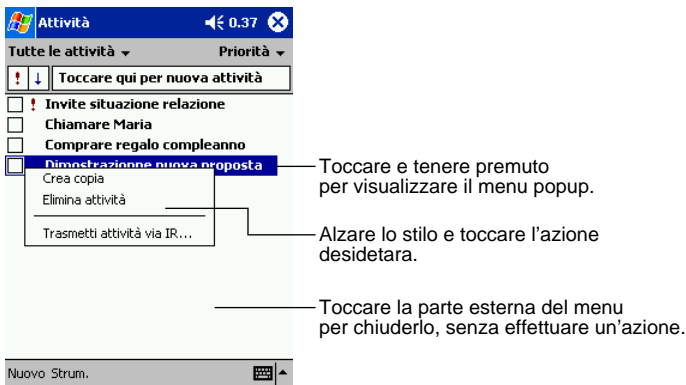 Attività 0.37
Tutte le attività Priorità
! ↓ Toccare qui per nuova attività
! Invite situazione relazione
Chiamare Maria
Comprare regalo compleanno
Dimostrazionne nuova proposta
Crea copia
Elimina attività
Trasmetti attività via IR...
Toccare e tenere premuto
per visualizzare il menu popup.
Alzare lo stilo e toccare l'azione
desidetara.
Toccare la parte esterna del menu
per chiuderlo, senza effettuare un'azione.
Nuovo Strum.